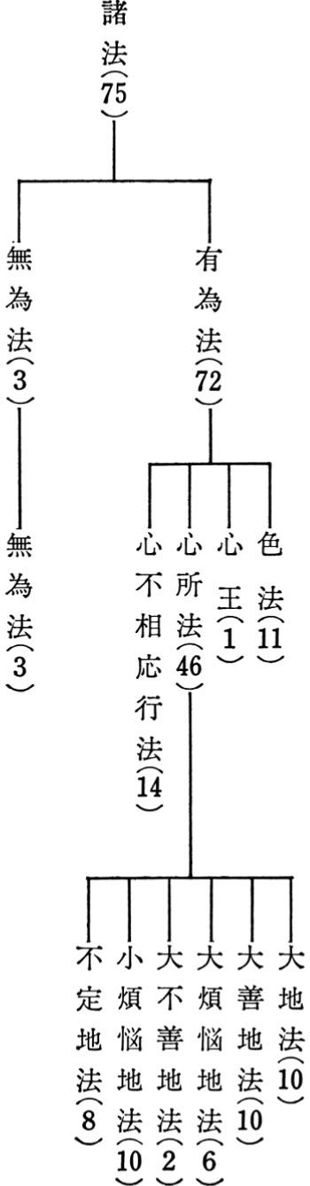 諸法(75)
有為法(72)
無為法(3)
色法(11)
心王(1)
心所法(46)
心不相応行法(14)
無為法(3)
大地法(10)
大善地法(10)
大煩悩地法(6)
大不善地法(2)
小煩悩地法(10)
不定地法(8)